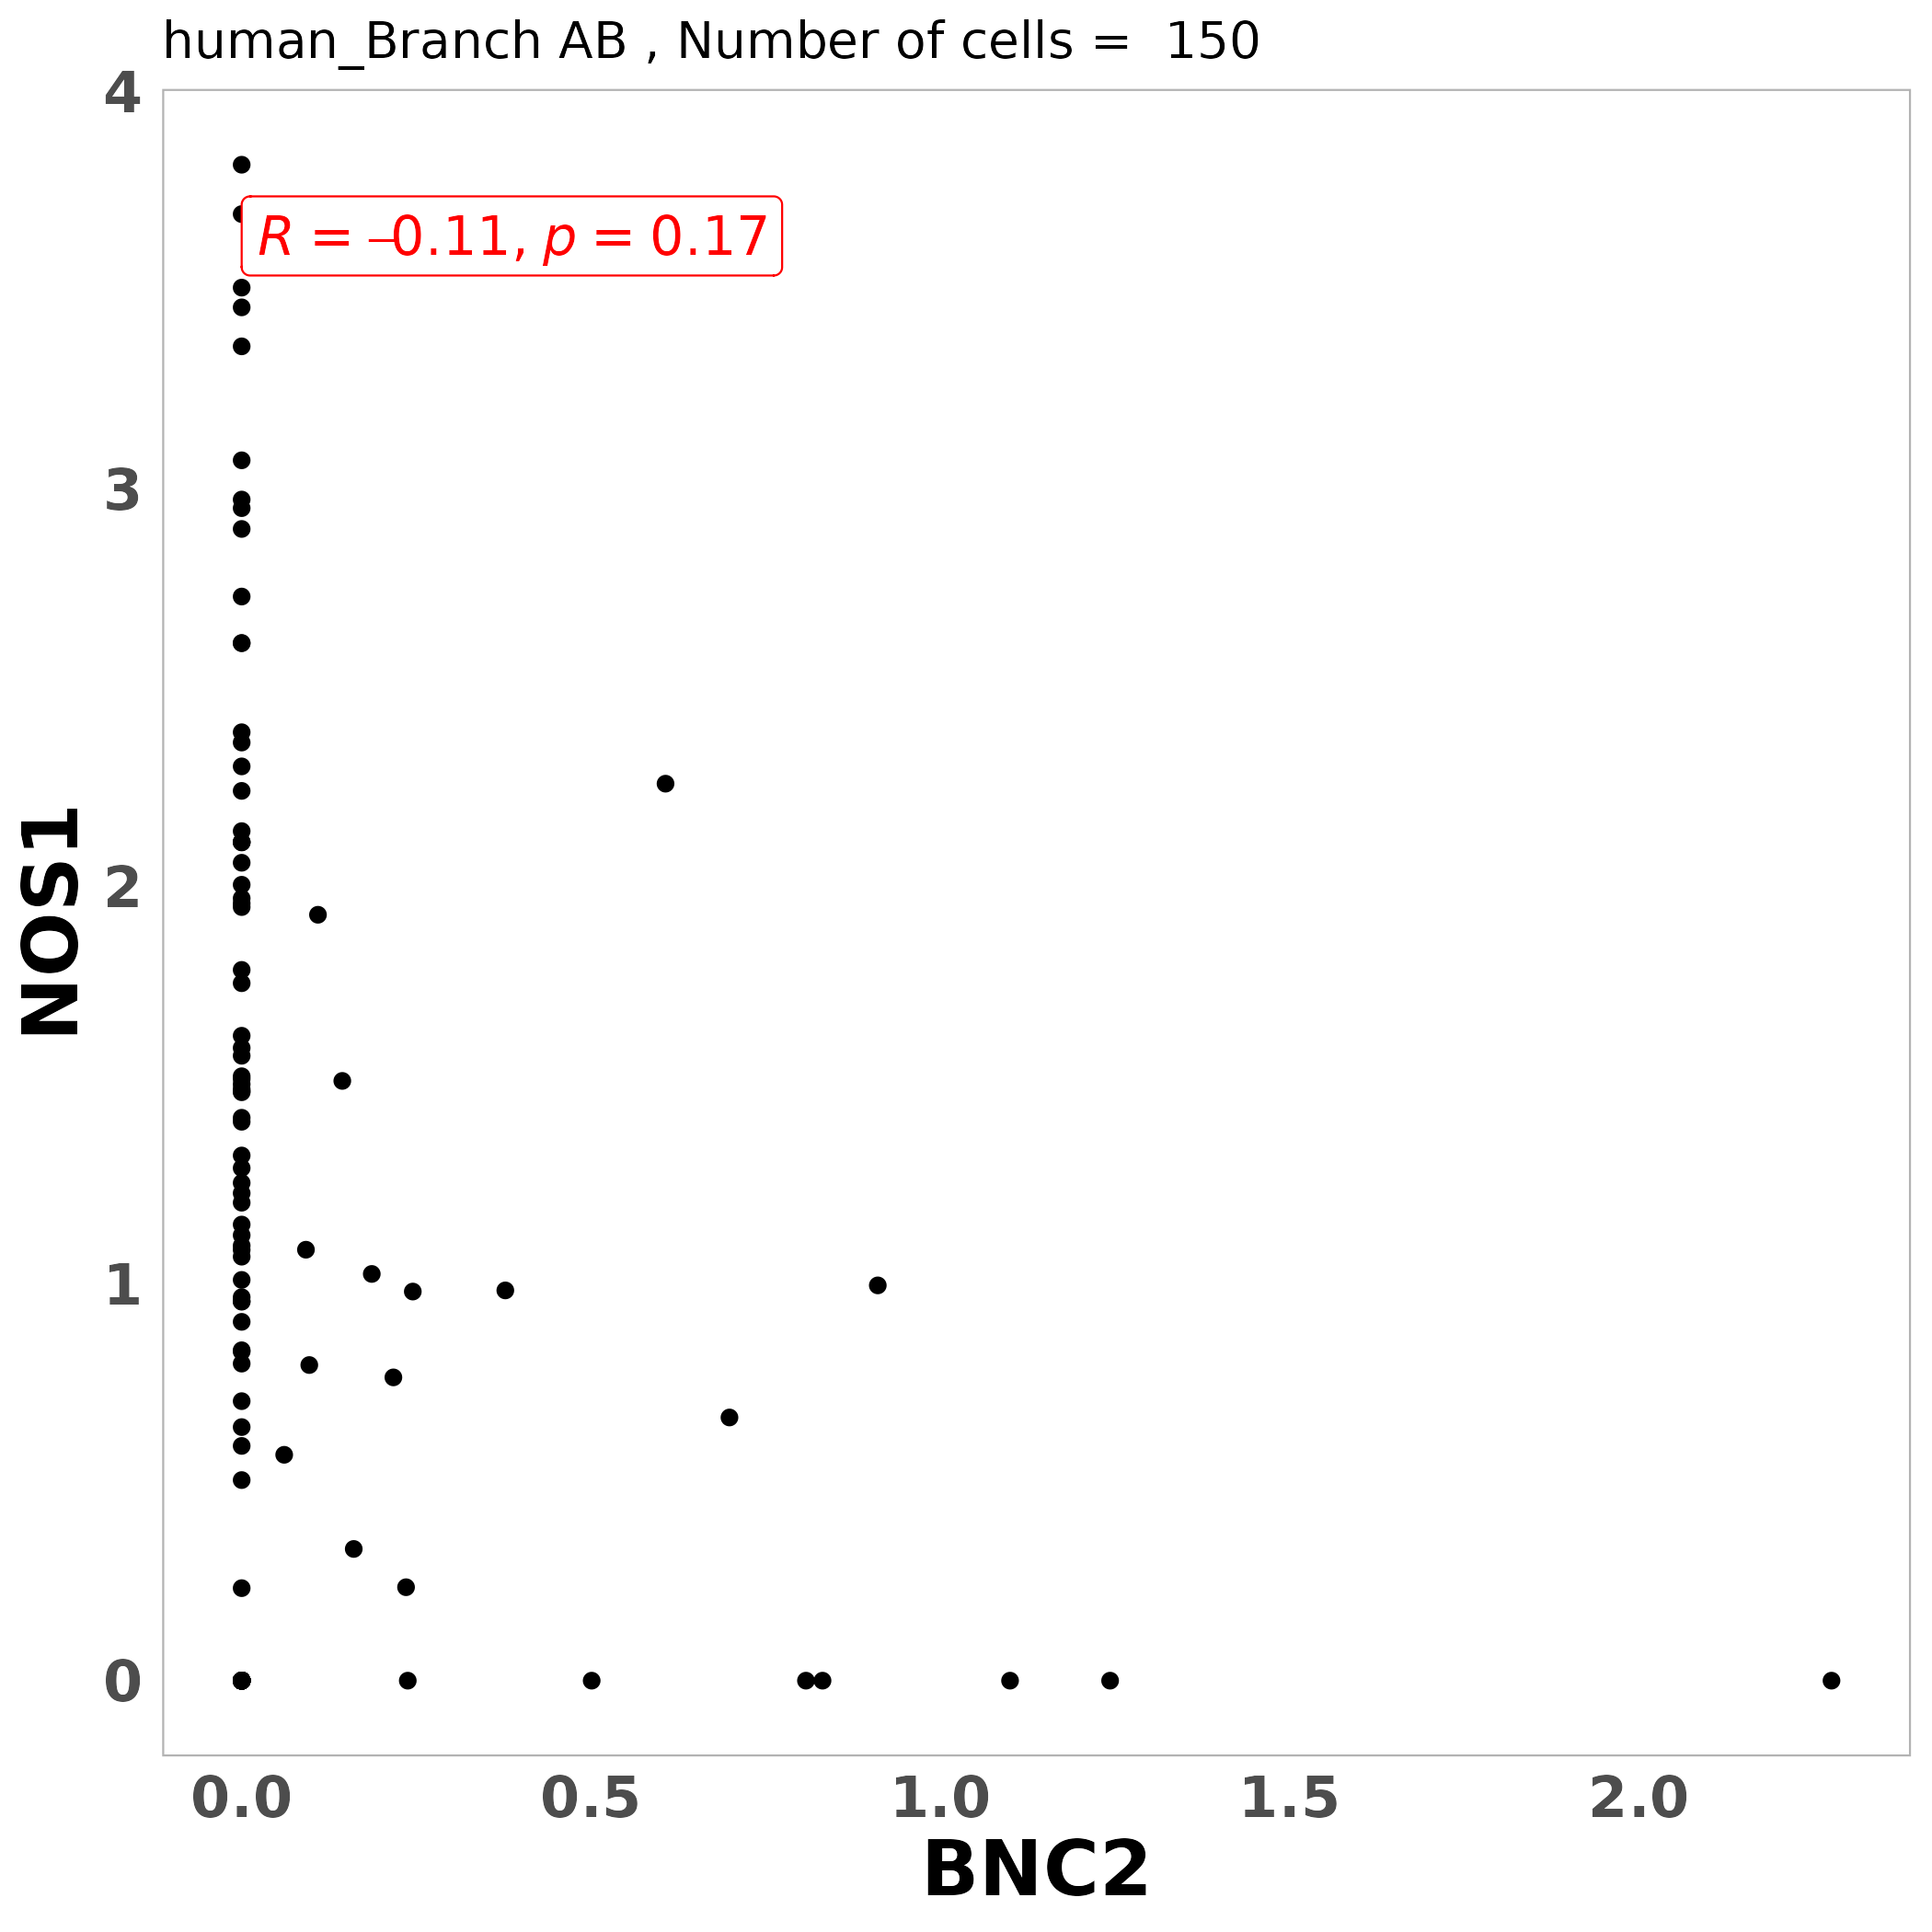 human_Branch AB , Number of cells =  150
4
R = –0.11, p = 0.17
3
2
1
0
NOS1
0.0 0.5 1.0 1.5 2.0
BNC2